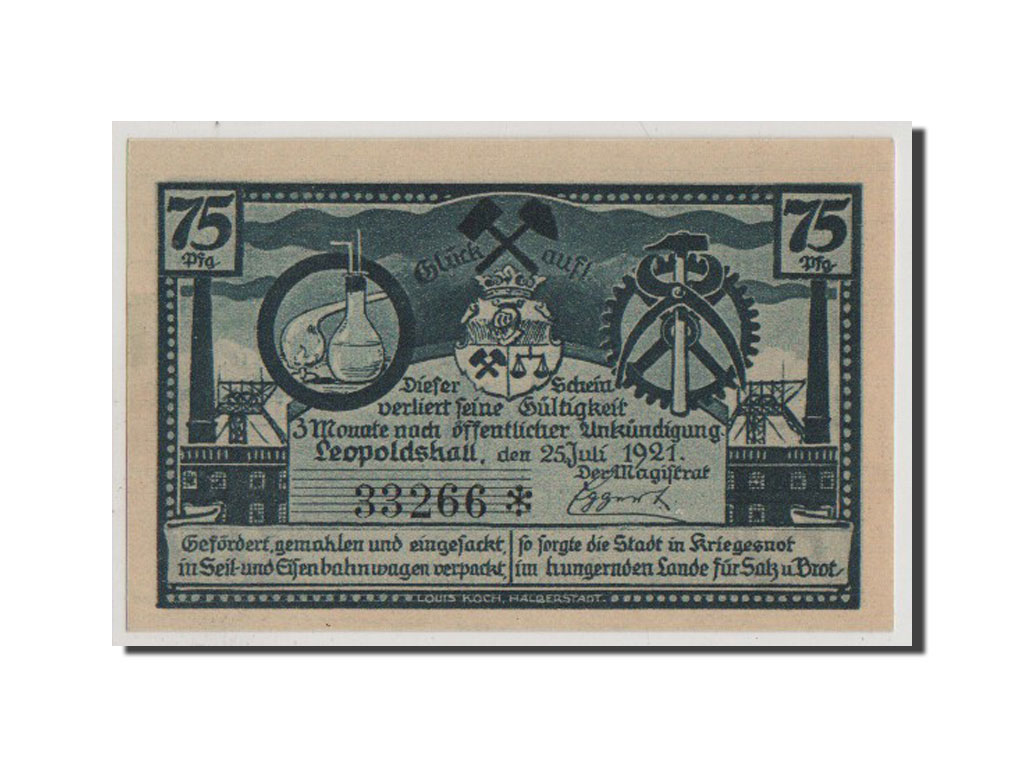 75
Pfg
75
Pfg.
Glück auf!
Dieser Schein
verliert seine Gültigkeit
3 Monate nach öffentlicher Ankündigung.
Leopoldshall, den 25 Juli 1921.
Der Magistrat
Eggert
33266 *
Gefördert, gemahlen und eingesackt,
in Seil- und Eisenbahnwagen verpackt,
so sorgte die Stadt in Kriegesnot
im hungernden Lande für Salz u. Brot.
LOUIS KOCH, HALBERSTADT.